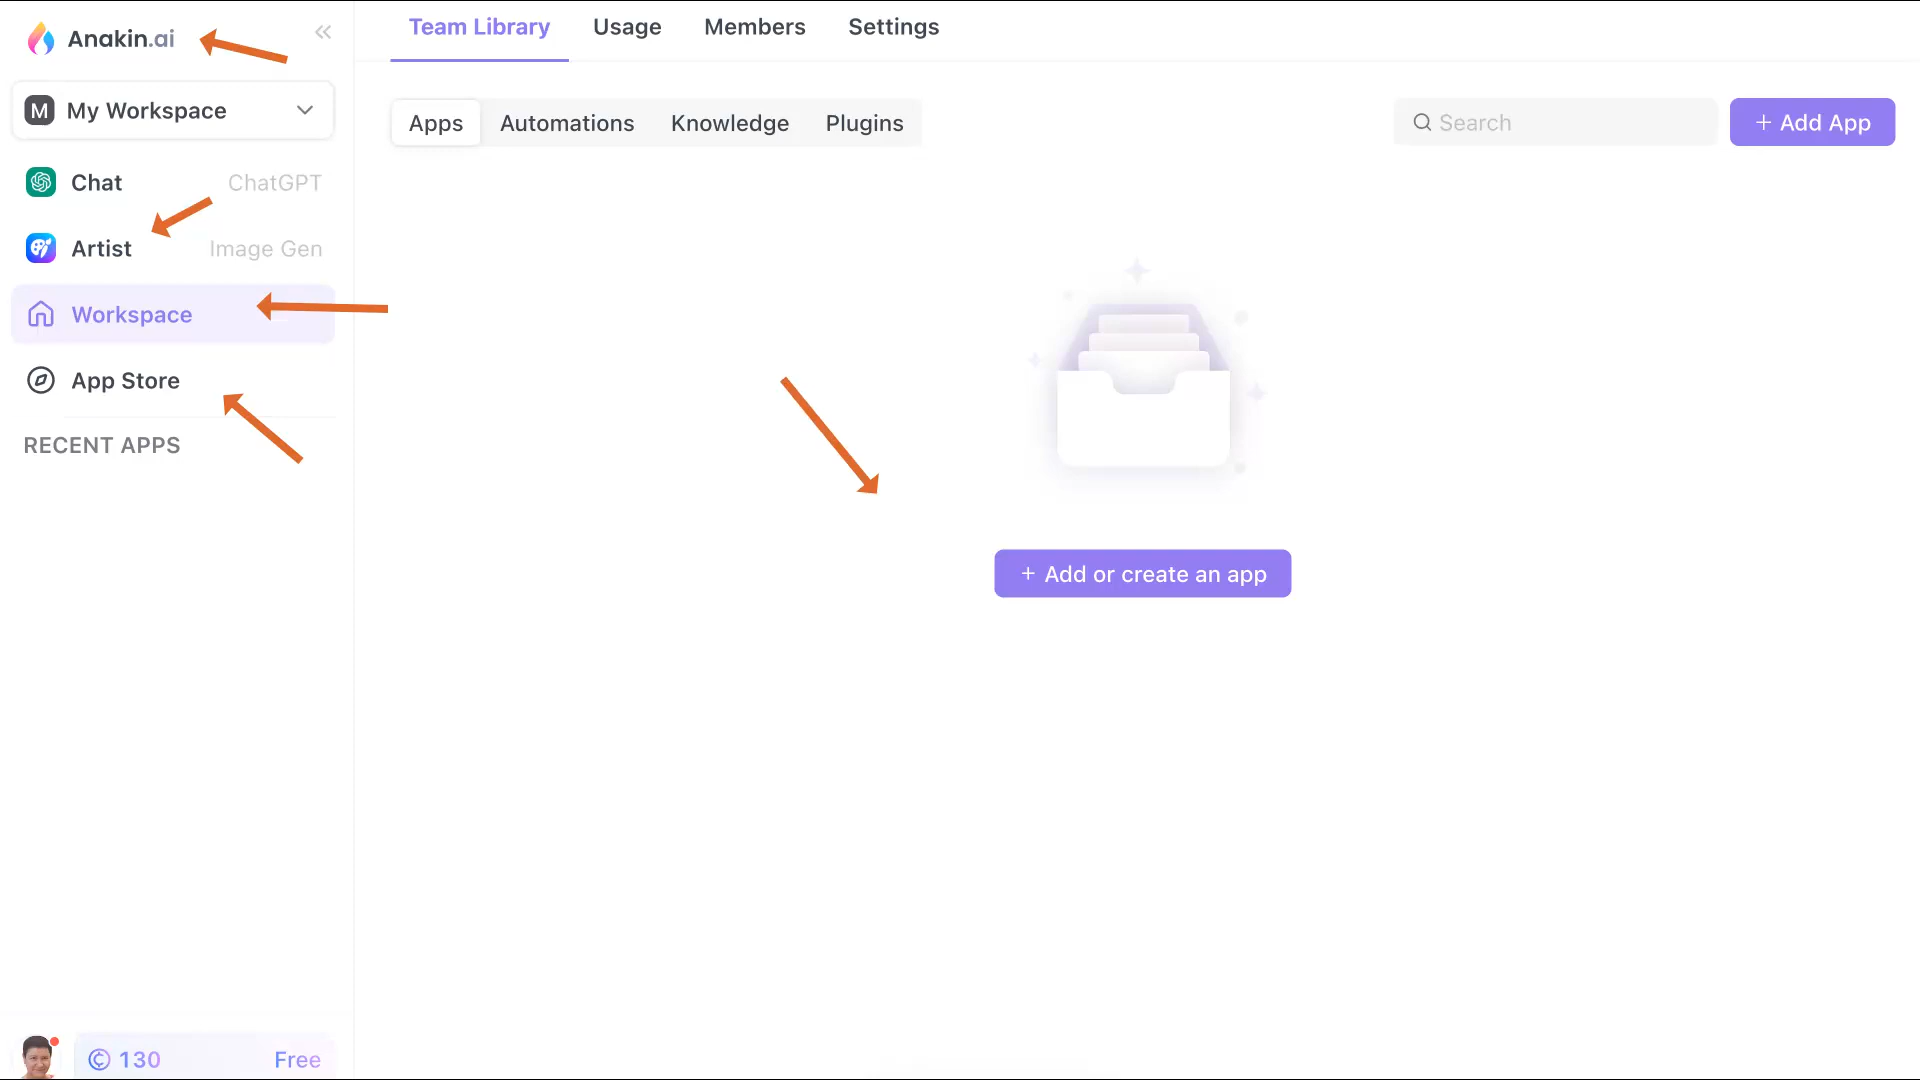 Anakin.ai
M My Workspace
Chat ChatGPT
Artist Image Gen
Workspace
App Store
RECENT APPS
130 Free
Team Library Usage Members Settings
Apps Automations Knowledge Plugins
Search
+ Add App
+ Add or create an app